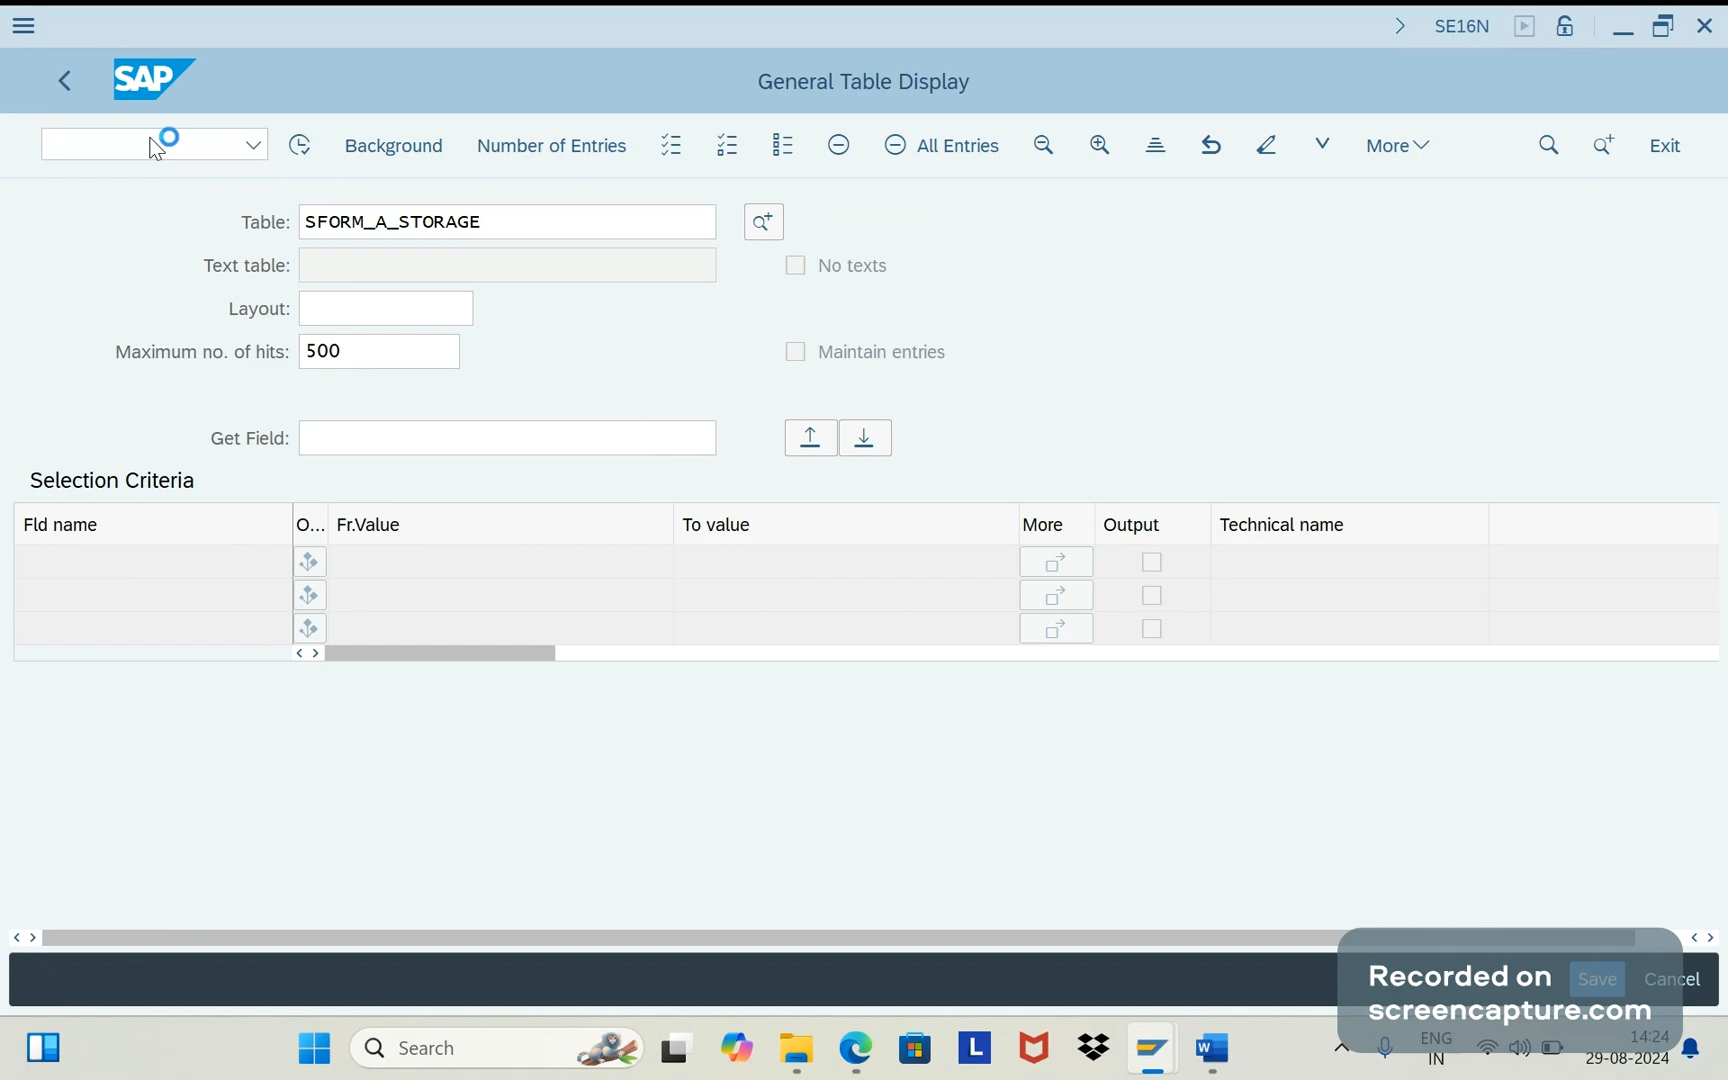 SE16N
SAP
General Table Display
Background Number of Entries All Entries More Exit
Table: SFORM_A_STORAGE
Text table: No texts
Layout:
Maximum no. of hits: 500 Maintain entries
Get Field:
Selection Criteria
Fld name O... Fr.Value To value More Output Technical name
Save Cancel
Recorded on
screencapture.com
Search
L
W
ENG
IN
14:24
29-08-2024